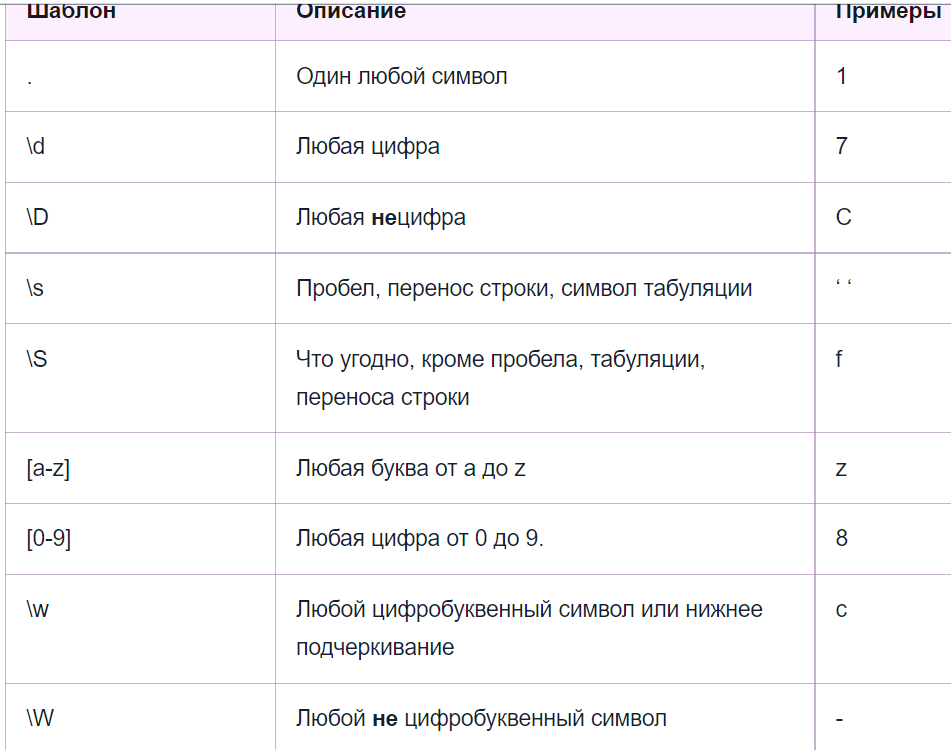 Шаблон Описание Примеры
. Один любой символ 1
\d Любая цифра 7
\D Любая нецифра C
\s Пробел, перенос строки, символ табуляции ‘ ‘
\S Что угодно, кроме пробела, табуляции, f
переноса строки
[a-z] Любая буква от a до z z
[0-9] Любая цифра от 0 до 9. 8
\w Любой цифробуквенный символ или нижнее c
подчеркивание
\W Любой не цифробуквенный символ -